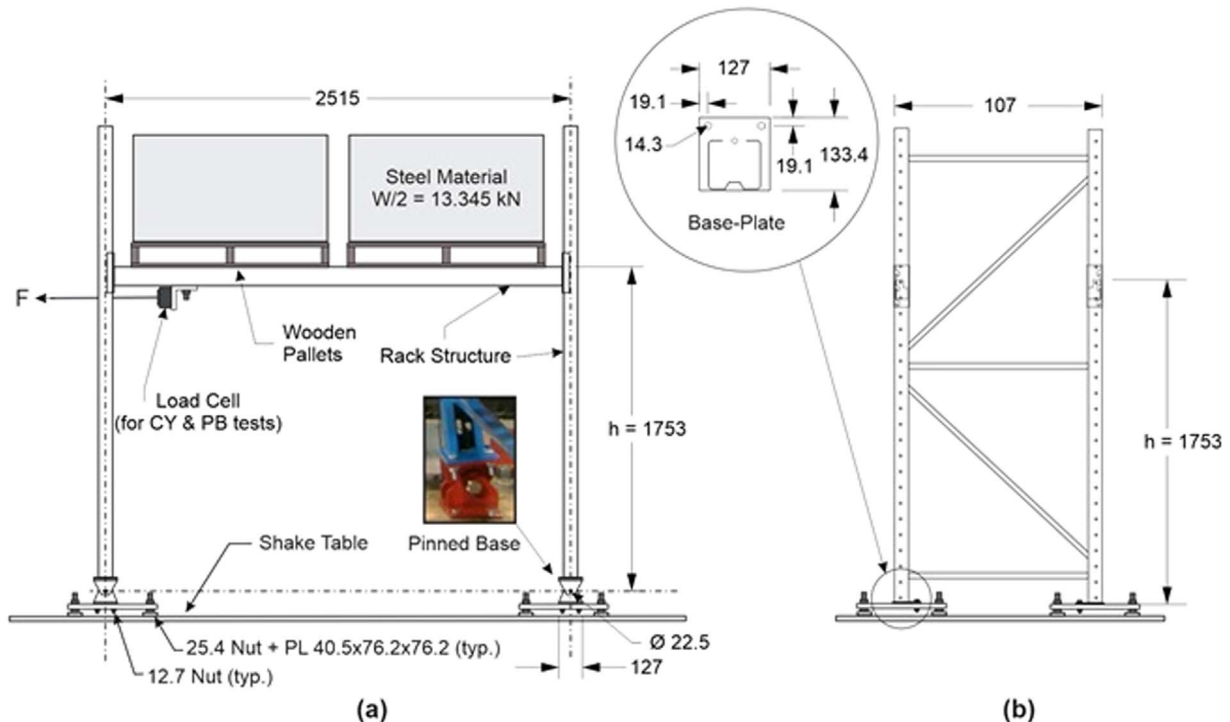 2515
Steel Material
W/2 = 13.345 kN
F
Wooden
Pallets
Rack Structure
Load Cell
(for CY & PB tests)
h = 1753
Shake Table
Pinned Base
25.4 Nut + PL 40.5x76.2x76.2 (typ.)
12.7 Nut (typ.)
Ø 22.5
127
(a)
127
19.1
14.3
19.1
133.4
Base-Plate
107
h = 1753
(b)